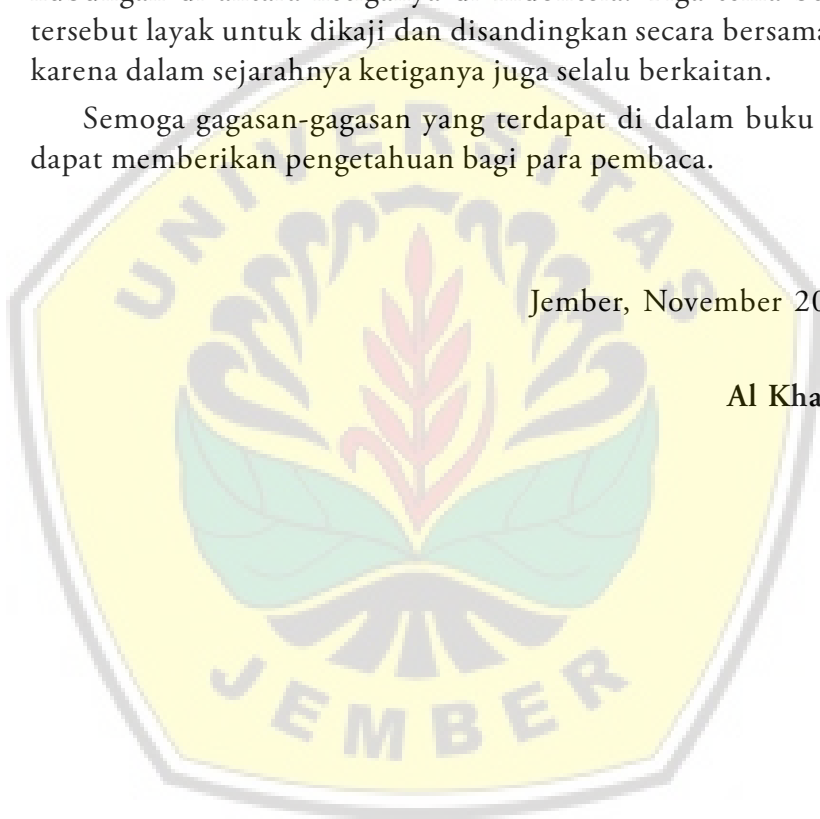 tersebut layak untuk dikaji dan disandingkan secara bersama
karena dalam sejarahnya ketiganya juga selalu berkaitan.
Semoga gagasan-gagasan yang terdapat di dalam buku
dapat memberikan pengetahuan bagi para pembaca.
UNIVERSITAS
Jember, November 20
Al Kha
JEMBER